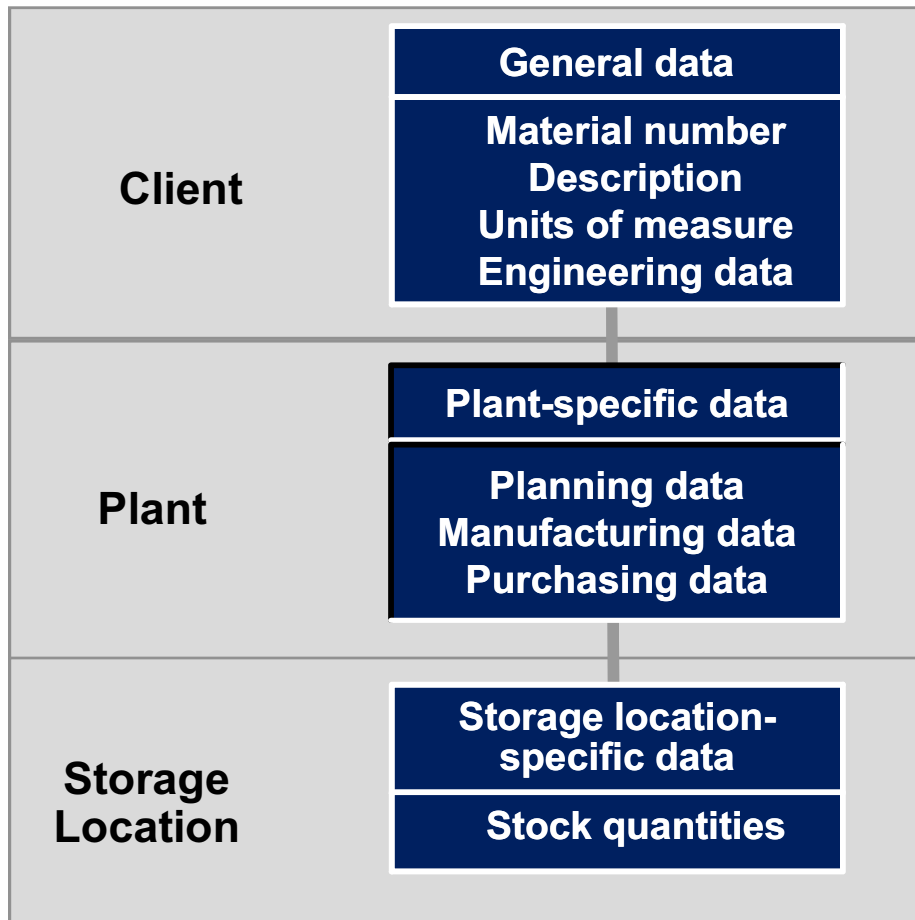 General data
Client
Material number
Description
Units of measure
Engineering data
Plant-specific data
Plant
Planning data
Manufacturing data
Purchasing data
Storage
Location
Storage location-
specific data
Stock quantities